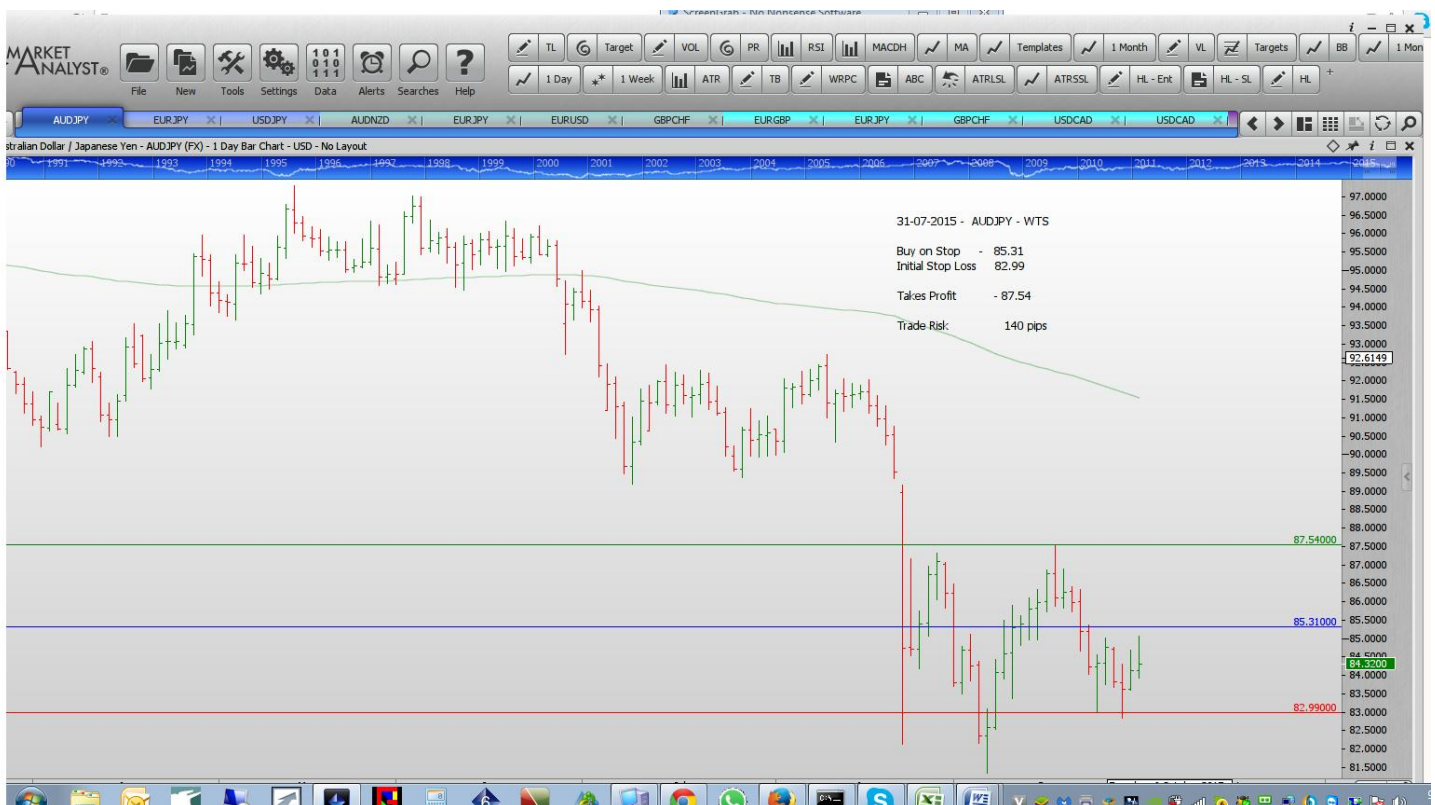 ScreenGrab - No Nonsense Software
MARKET
ANALYST®
File New Tools Settings Data Alerts Searches Help
TL Target VOL PR RSI MACDH MA Templates 1 Month VL Targets BB 1 Mon
1 Day 1 Week ATR TB WRPC ABC ATRLSL ATRSSL HL - Ent HL - SL HL +
AUDJPY EURJPY USDJPY AUDNZD EURJPY EURUSD GBPCHF EURGBP EURJPY GBPCHF USDCAD USDCAD
stralian Dollar / Japanese Yen - AUDJPY (FX) - 1 Day Bar Chart - USD - No Layout
90 1991 1992 1993 1994 1995 1996 1997 1998 1999 2000 2001 2002 2003 2004 2005 2006 2007 2008 2009 2010 2011 2012 2013 2014 2015
97.0000
31-07-2015 - AUDJPY - WTS
96.5000
96.0000
Buy on Stop - 85.31
95.5000
Initial Stop Loss 82.99
95.0000
94.5000
Takes Profit - 87.54
94.0000
Trade Risk 140 pips
93.5000
93.0000
92.6149
92.0000
91.5000
91.0000
90.5000
90.0000
89.5000
89.0000
88.5000
88.0000
87.54000
87.5000
87.0000
86.5000
86.0000
85.31000
85.5000
85.0000
84.5000
84.3200
84.0000
83.5000
82.99000
83.0000
82.5000
82.0000
81.5000